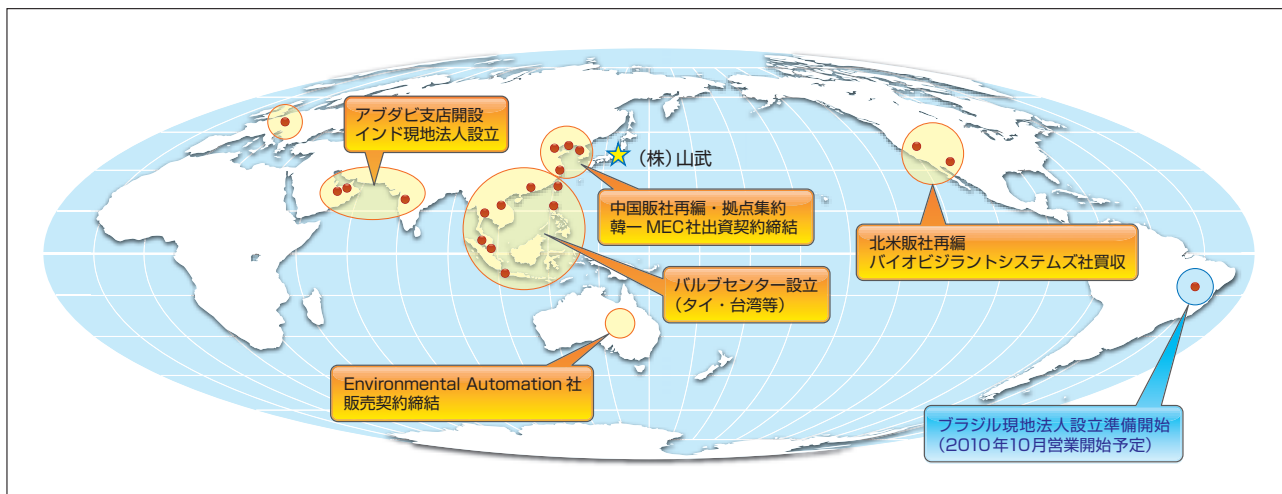 アブダビ支店開設
インド現地法人設立
(株)山武
中国販社再編・拠点集約
韓一MEC社出資契約締結
北米販社再編
バイオビジラントシステムズ社買収
バルブセンター設立
(タイ・台湾等)
Environmental Automation 社
販売契約締結
ブラジル現地法人設立準備開始
(2010年10月営業開始予定)